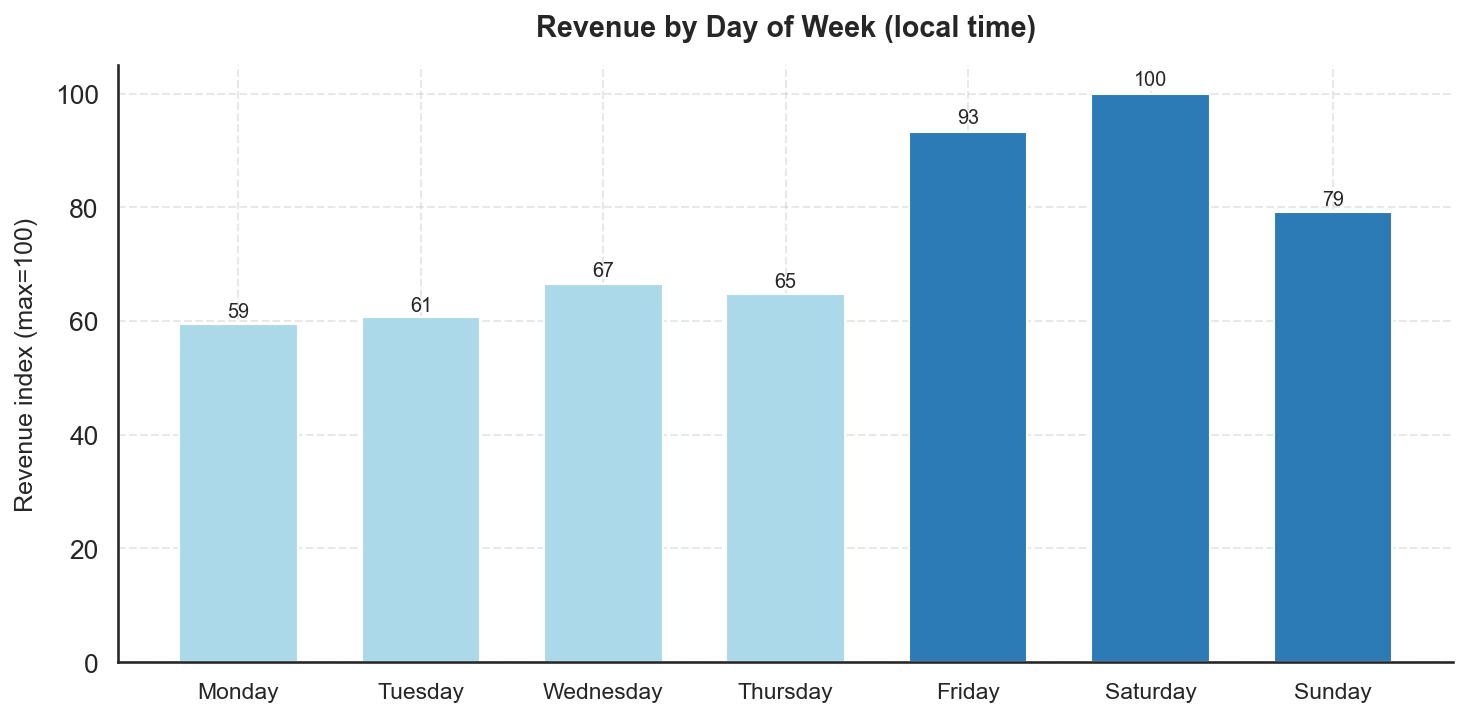 Revenue by Day of Week (local time)
Revenue index (max=100)
100
80
60
40
20
0
59
61
67
65
93
100
79
Monday
Tuesday
Wednesday
Thursday
Friday
Saturday
Sunday